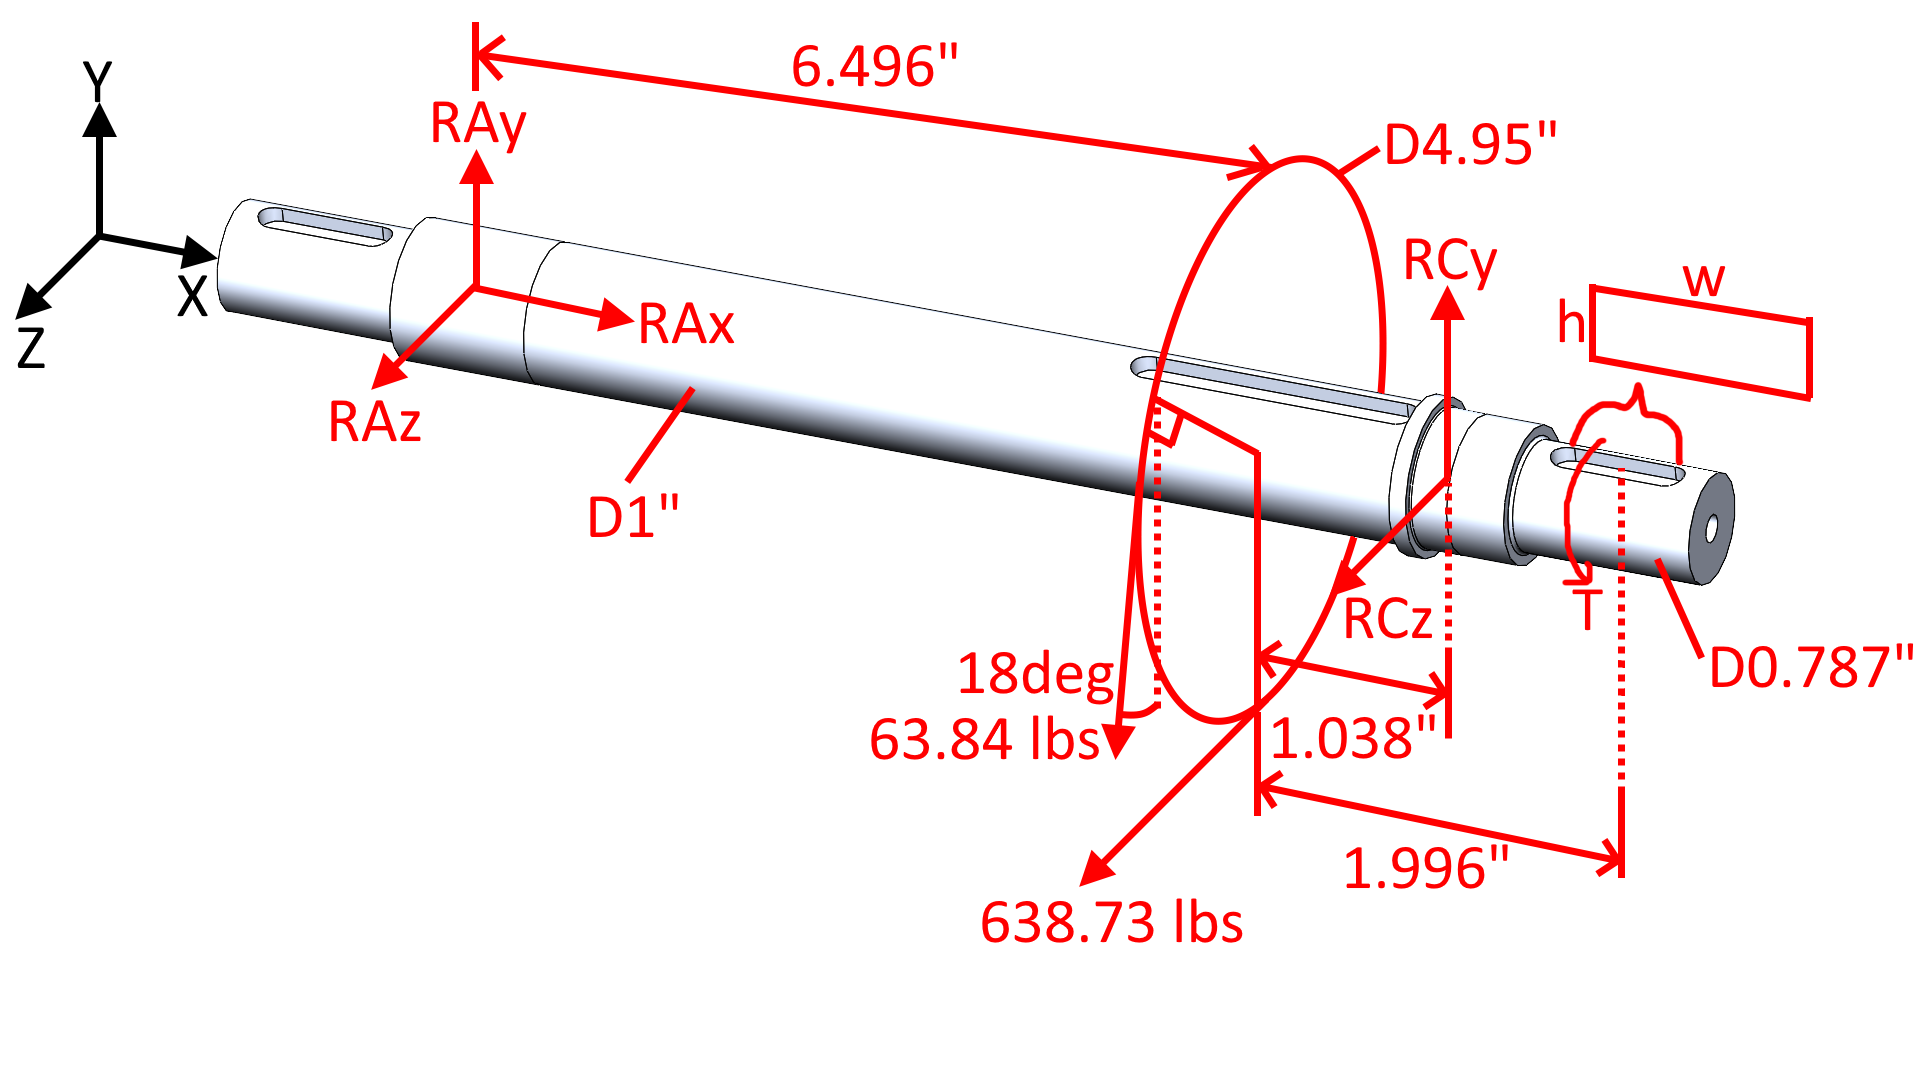 6.496"
Y
RAy
D4.95"
RCy
X
w
h
Z
RAx
RAz
D1"
T
RCz
D0.787"
18deg
63.84 lbs
1.038"
1.996"
638.73 lbs